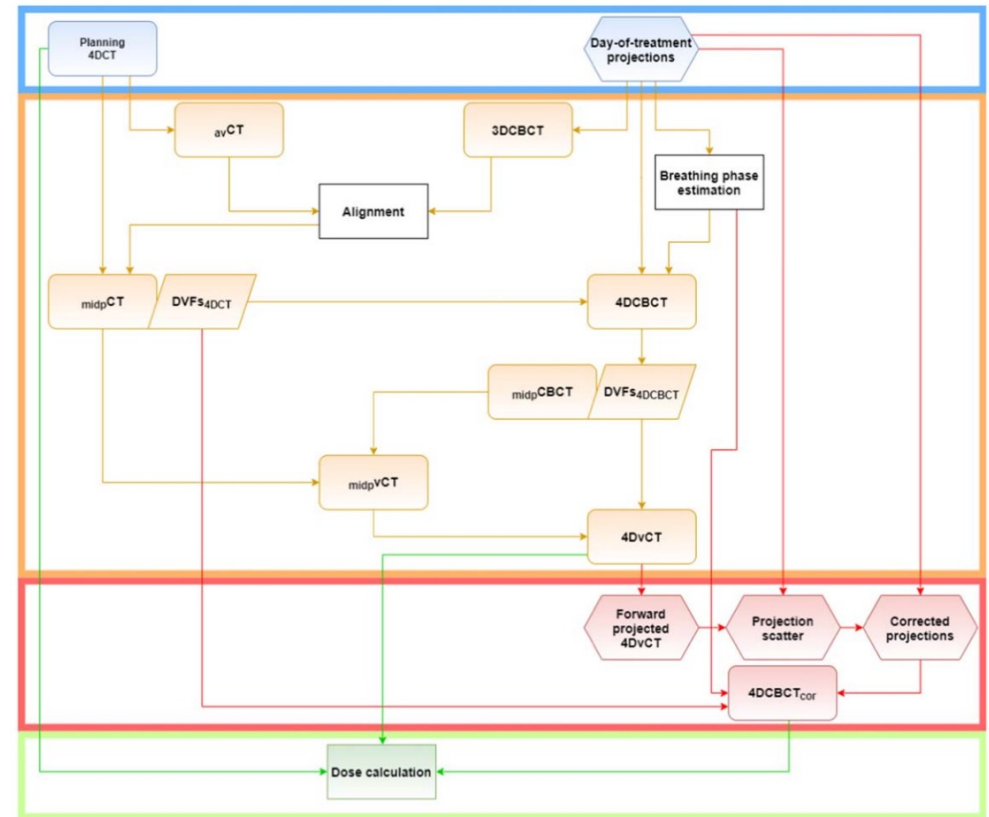 Planning
4DCT
Day-of-treatment
projections
avCT
3DCBCT
Breathing phase
estimation
Alignment
midpCT
DVFs4DCT
4DCBCT
midpCBCT
DVFs4DCBCT
midpvCT
4DvCT
Forward
projected
4DvCT
Projection
scatter
Corrected
projections
4DCBCTcor
Dose calculation